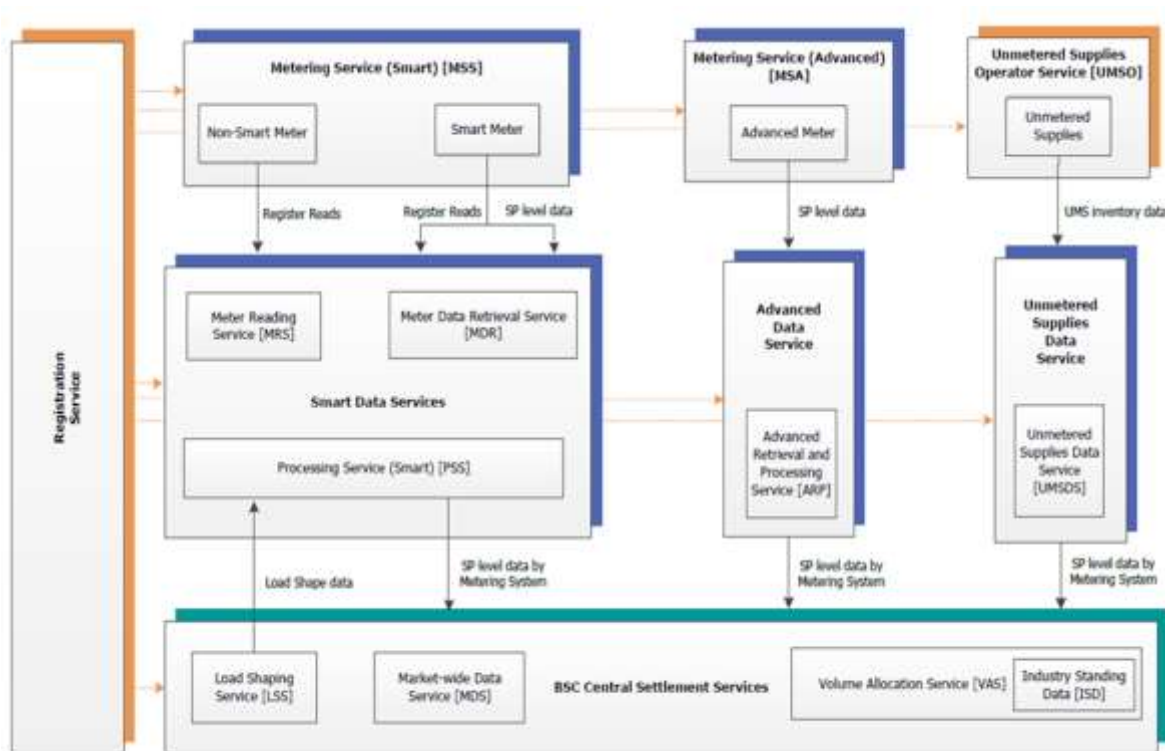 Registration
Service
Metering Service (Smart) [MSS]
Non-Smart Meter
Smart Meter
Metering Service (Advanced)
[MSA]
Advanced Meter
Unmetered Supplies
Operator Service [UMSO]
Unmetered
Supplies
Register Reads
Register Reads
SP level data
SP level data
UMS inventory data
Meter Reading
Service [MRS]
Meter Data Retrieval Service
[MDR]
Smart Data Services
Processing Service (Smart) [PSS]
Advanced
Data
Service
Advanced
Retrieval and
Processing
Service [ARP]
Unmetered
Supplies
Data
Service
Unmetered
Supplies Data
Service
[UMSDS]
Load Shape data
SP level data by
Metering System
SP level data by
Metering System
SP level data by
Metering System
Load Shaping
Service [LSS]
Market-wide Data
Service [MDS]
BSC Central Settlement Services
Volume Allocation Service [VAS]
Industry Standing
Data [ISD]